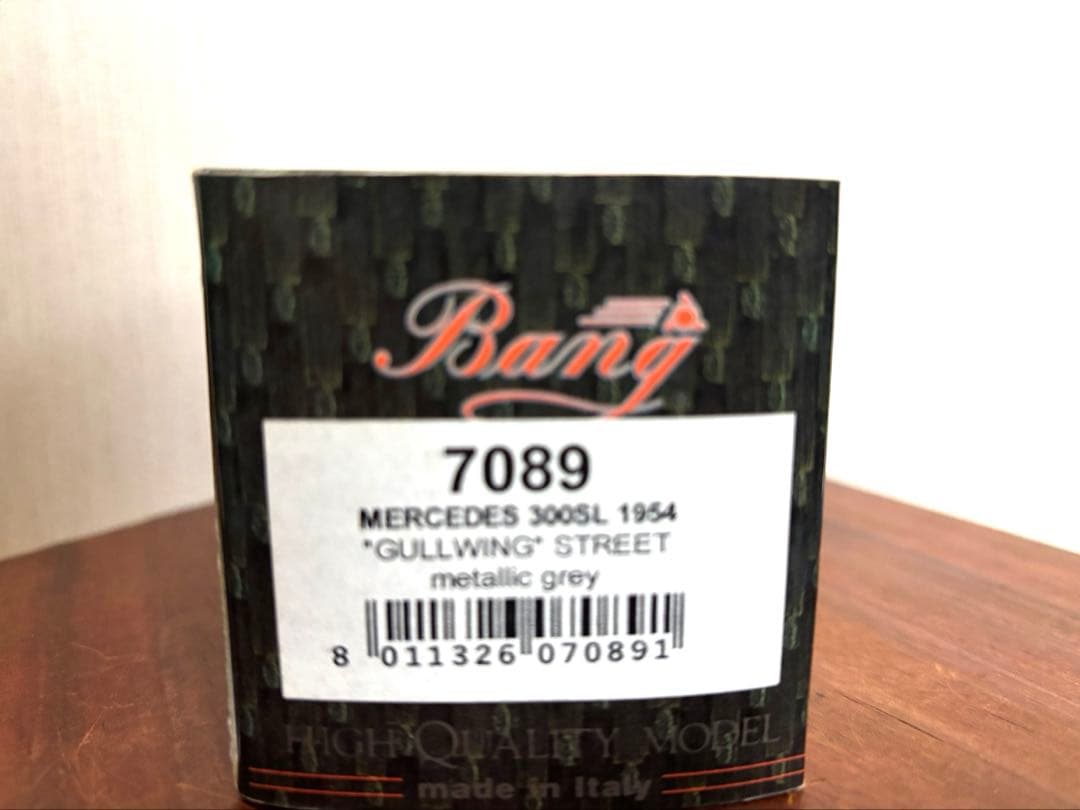 Bang
7089
MERCEDES 300SL 1954
"GULLWING" STREET
metallic grey
8 011326 070891
HIGH QUALITY MODEL
made in Italy